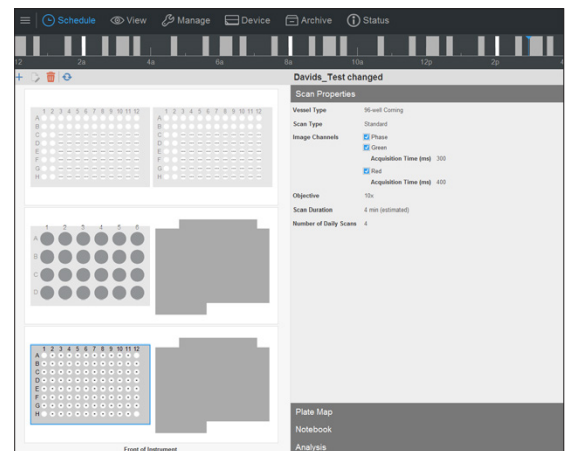 Schedule View Manage Device Archive Status
12 2a 4a 6a 8a 10a 12p 2p 4
Davids_Test changed
Scan Properties
Vessel Type 96-well Corning
Scan Type Standard
Image Channels Phase
Green
Acquisition Time (ms) 300
Red
Acquisition Time (ms) 400
Objective 10x
Scan Duration 4 min (estimated)
Number of Daily Scans 4
1 2 3 4 5 6 7 8 9 10 11 12 1 2 3 4 5 6 7 8 9 10 11 12
A A
B B
C C
D D
E E
F F
G G
H H
1 2 3 4 5 6
A
B
C
D
1 2 3 4 5 6 7 8 9 10 11 12
A
B
C
D
E
F
G
H
Front of Instrument
Plate Map
Notebook
Analysis